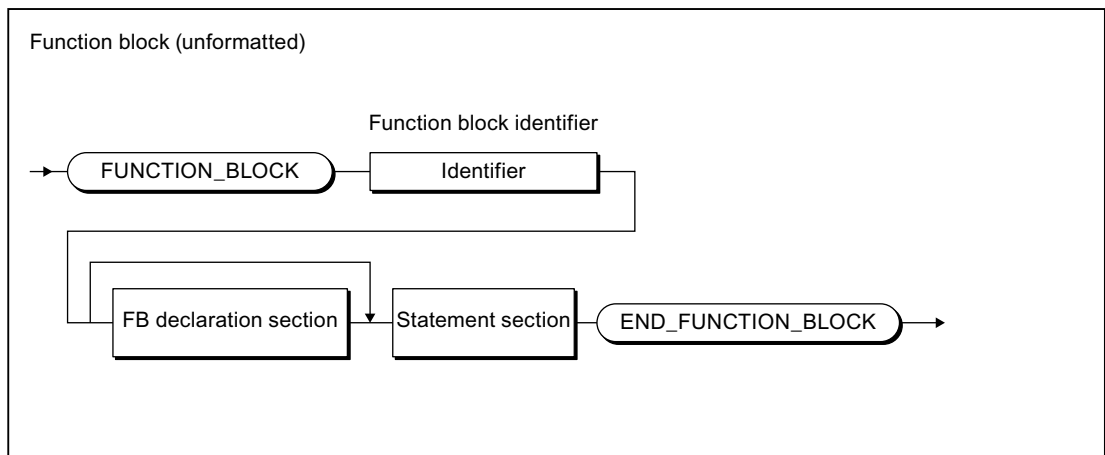 Function block (unformatted)
Function block identifier
FUNCTION_BLOCK
Identifier
FB declaration section
Statement section
END_FUNCTION_BLOCK